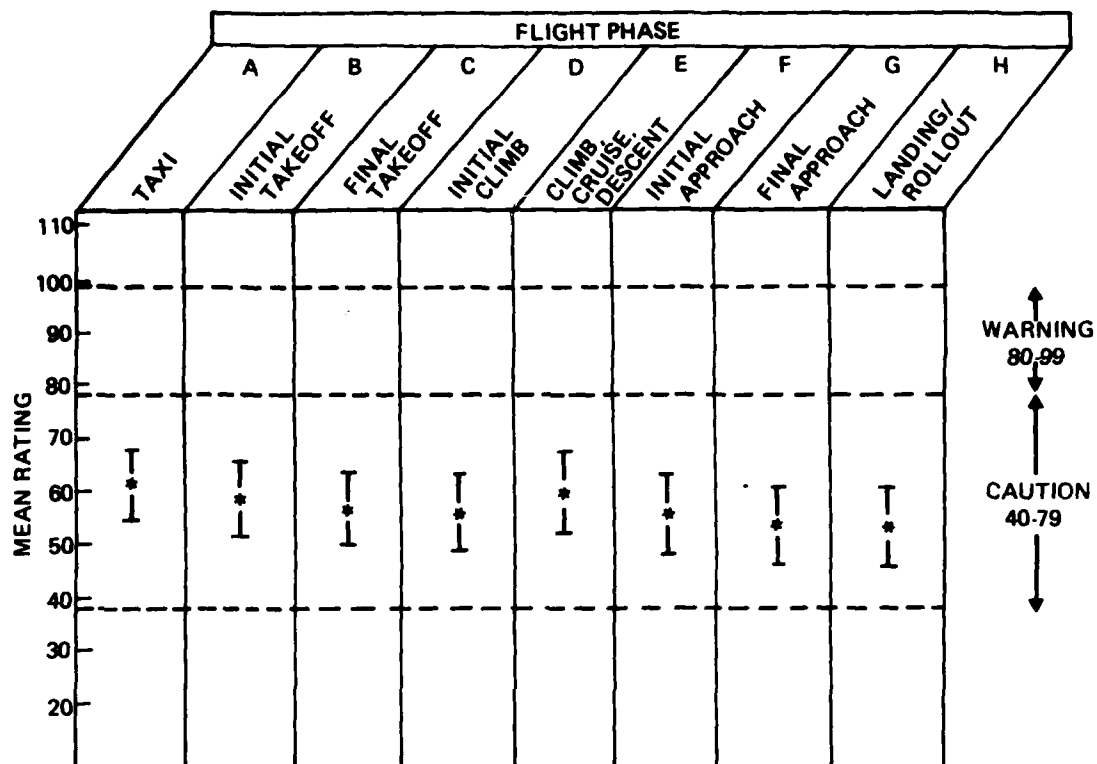 FLIGHT PHASE
A B C D E F G H
TAXI
INITIAL
TAKEOFF
FINAL
TAKEOFF
INITIAL
CLIMB
CLIMB,
CRUISE,
DESCENT
INITIAL
APPROACH
FINAL
APPROACH
LANDING/
ROLLOUT
MEAN RATING
110
100
90
80
70
60
50
40
30
20
WARNING
80-99
CAUTION
40-79